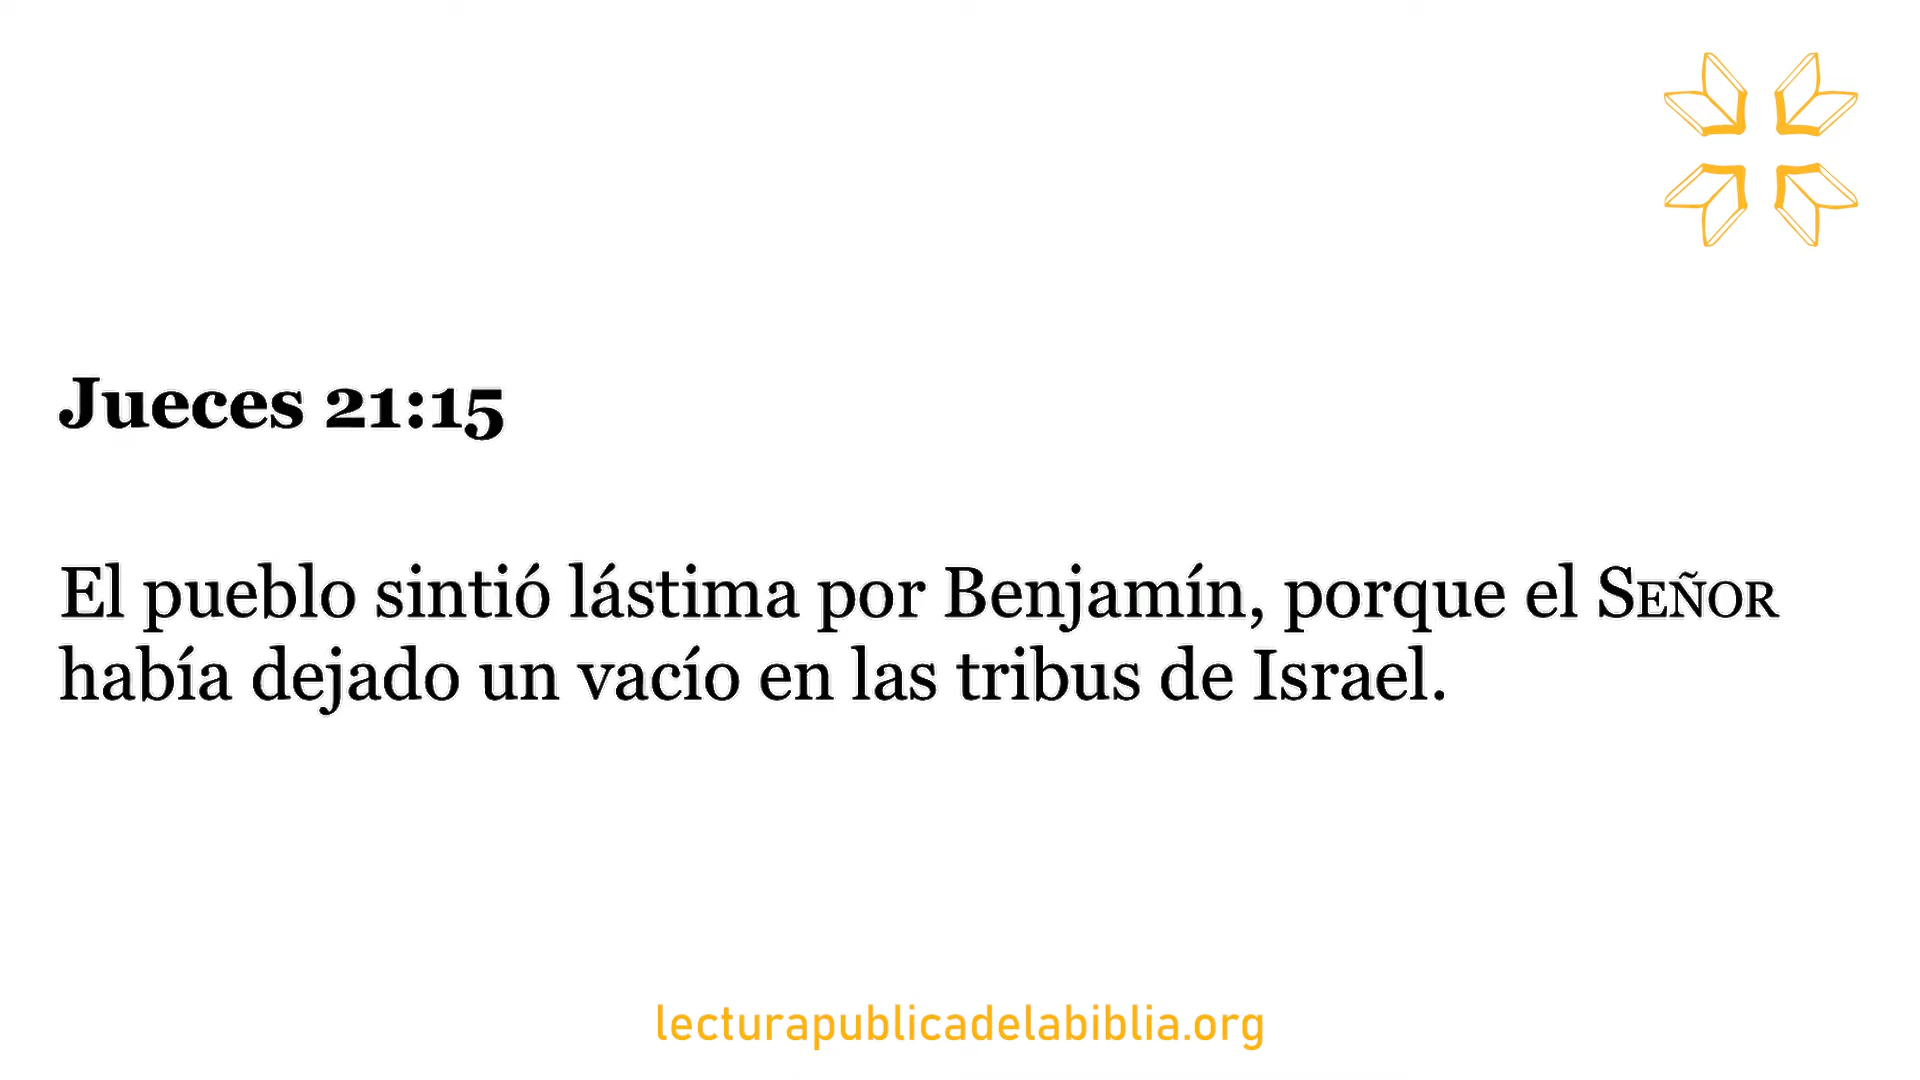 Jueces 21:15
El pueblo sintió lástima por Benjamín, porque el SEÑOR
había dejado un vacío en las tribus de Israel.
lecturapublicadelabiblia.org